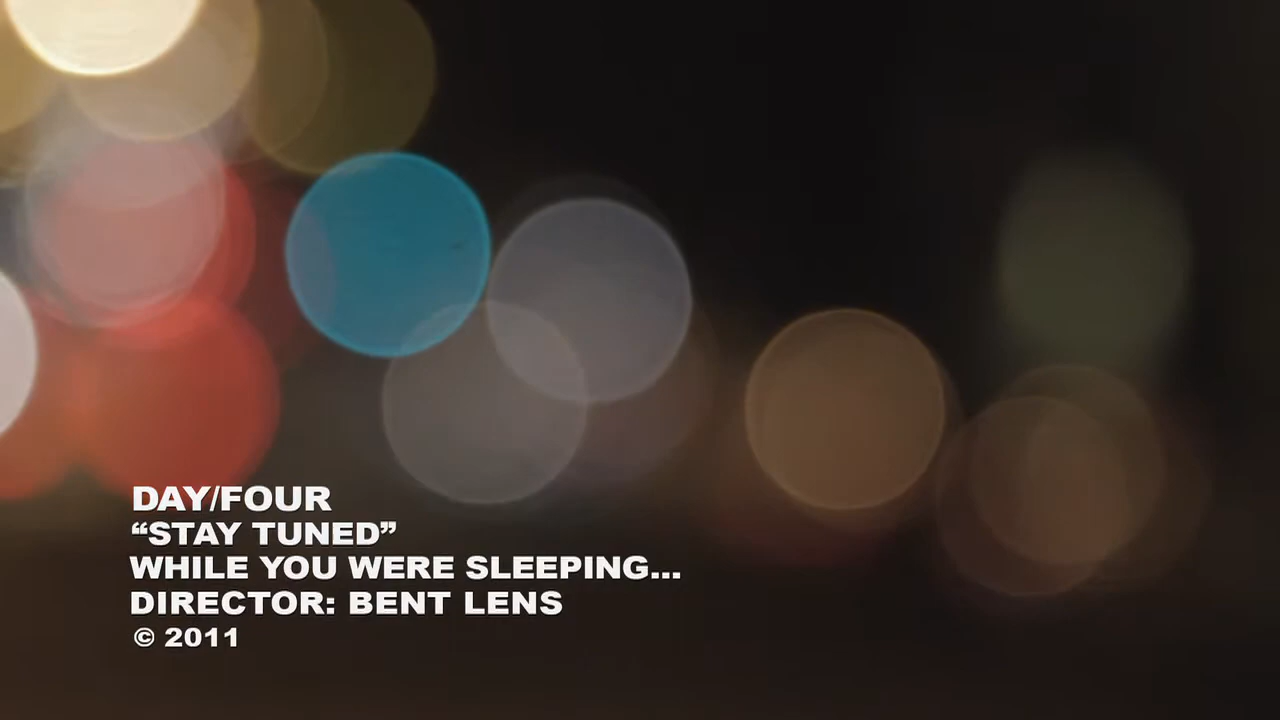 DAY/FOUR
“STAY TUNED”
WHILE YOU WERE SLEEPING...
DIRECTOR: BENT LENS
© 2011